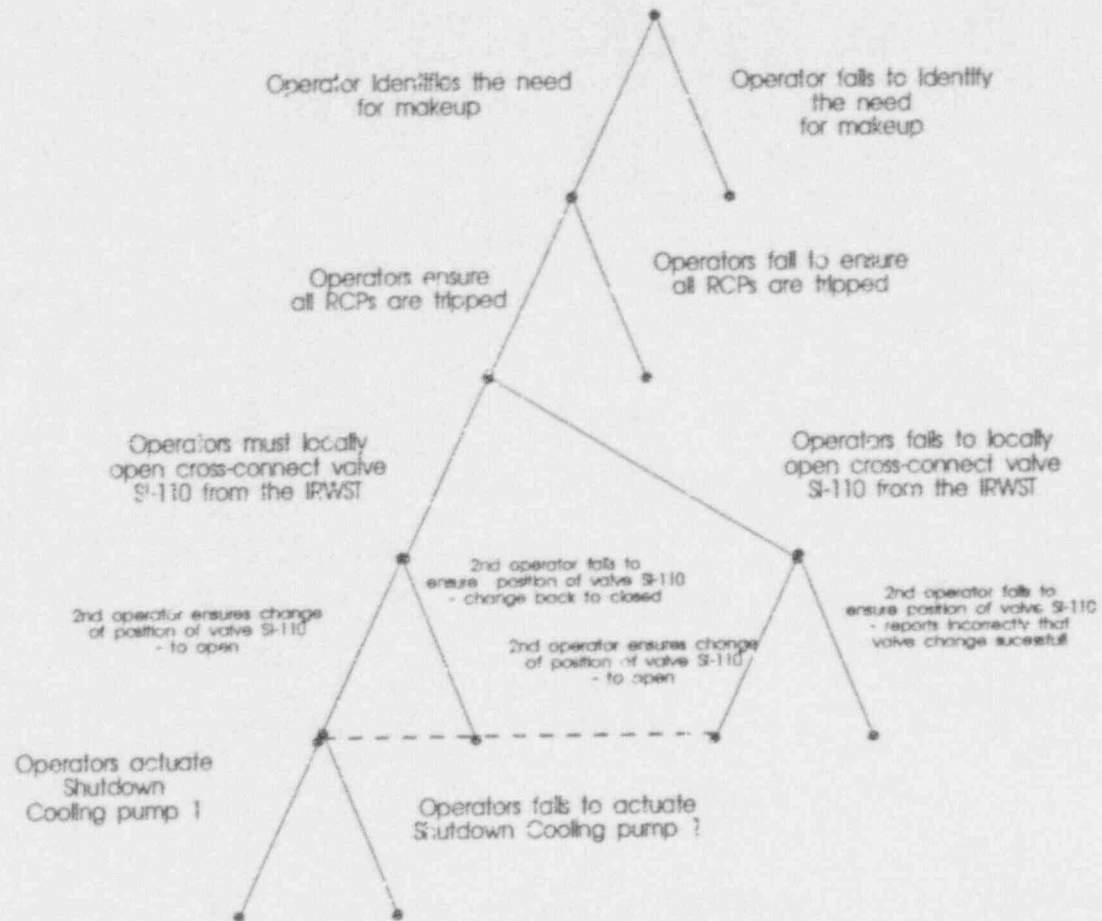 Operator identifies the need
for makeup
Operator fails to identify
the need
for makeup
Operators ensure
all RCPs are tripped
Operators fail to ensure
all RCPs are tripped
Operators must locally
open cross-connect valve
SI-110 from the IRWST
Operators fails to locally
open cross-connect valve
SI-110 from the IRWST
2nd operator ensures change
of position of valve SI-110
- to open
2nd operator fails to
ensure position of valve SI-110
- change back to closed
2nd operator ensures change
of position of valve SI-110
- to open
2nd operator fails to
ensure position of valve SI-110
- reports incorrectly that
valve change sucessfull
Operators actuate
Shutdown
Cooling pump 1
Operators fails to actuate
Shutdown Cooling pump